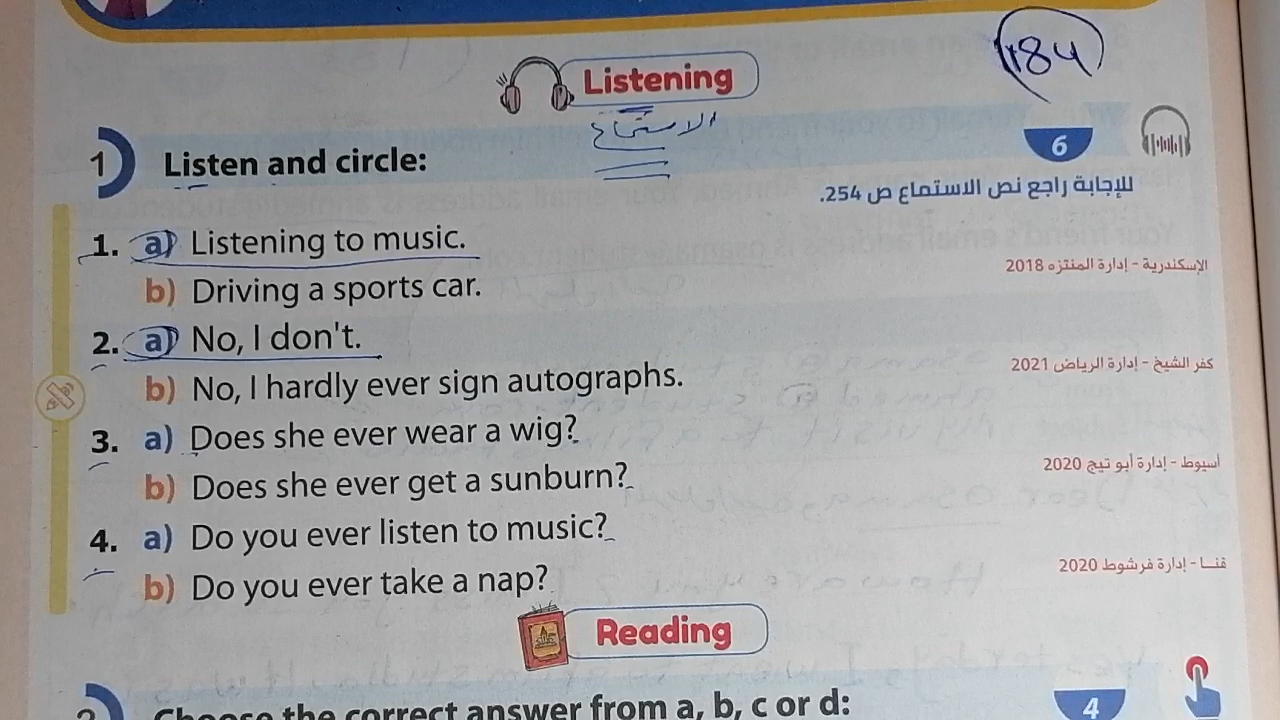 184
Listening
الاستماع
1 Listen and circle:
6
للإجابة راجع نص الاستماع ص 254.
1. a) Listening to music.
b) Driving a sports car.
الإسكندرية - إدارة المنتزه 2018
2. a) No, I don't.
b) No, I hardly ever sign autographs.
كفر الشيخ - إدارة الرياض 2021
3. a) Does she ever wear a wig?
b) Does she ever get a sunburn?
أسيوط - إدارة أبو تيج 2020
4. a) Do you ever listen to music?
b) Do you ever take a nap?
قنا - إدارة فرشوط 2020
Reading
2 Choose the correct answer from a, b, c or d:
4